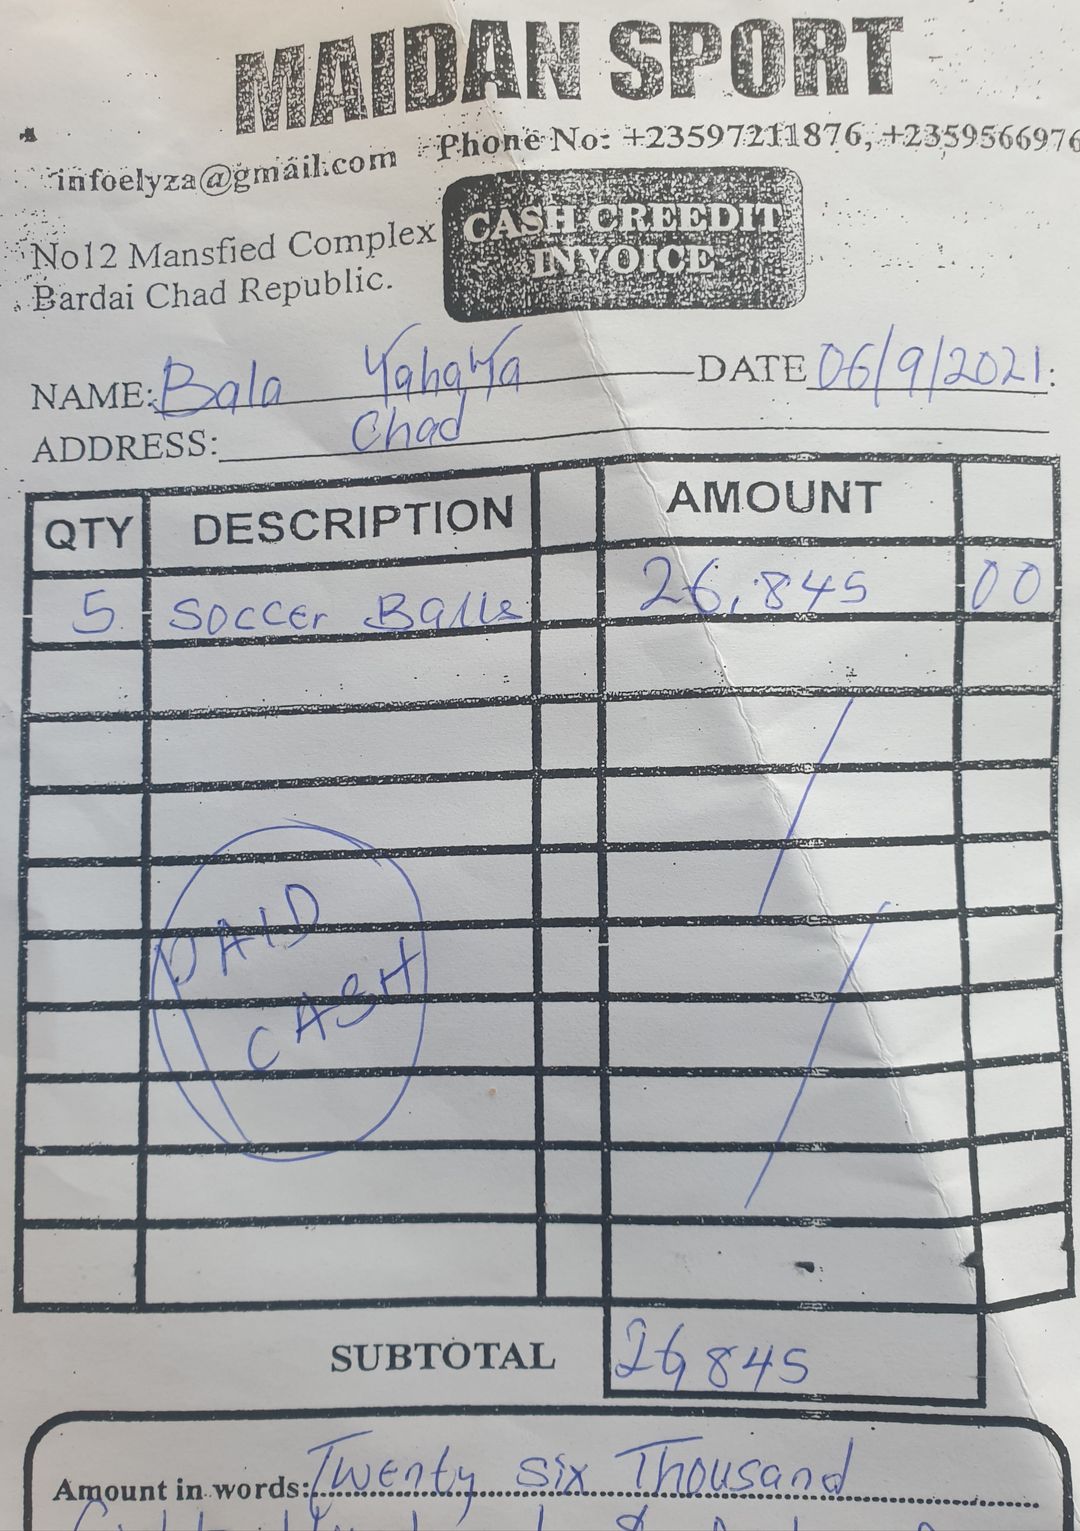 MAIDAN SPORT
infoelyza@gmail.com Phone No: +23597211876, +2359566976
No12 Mansfied Complex
Bardai Chad Republic.
CASH CREEDIT
INVOICE
NAME: Bala Yahaya DATE 06/9/2021
ADDRESS: Chad
QTY DESCRIPTION AMOUNT
5 Soccer Balls 26,845 00
PAID
CASH
SUBTOTAL 26,845
Amount in words: Twenty six Thousand